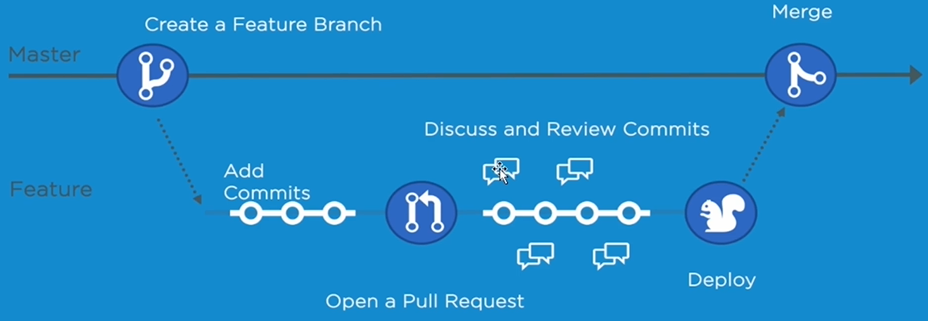 Create a Feature Branch
Merge
Master
Discuss and Review Commits
Add
Commits
Feature
Deploy
Open a Pull Request